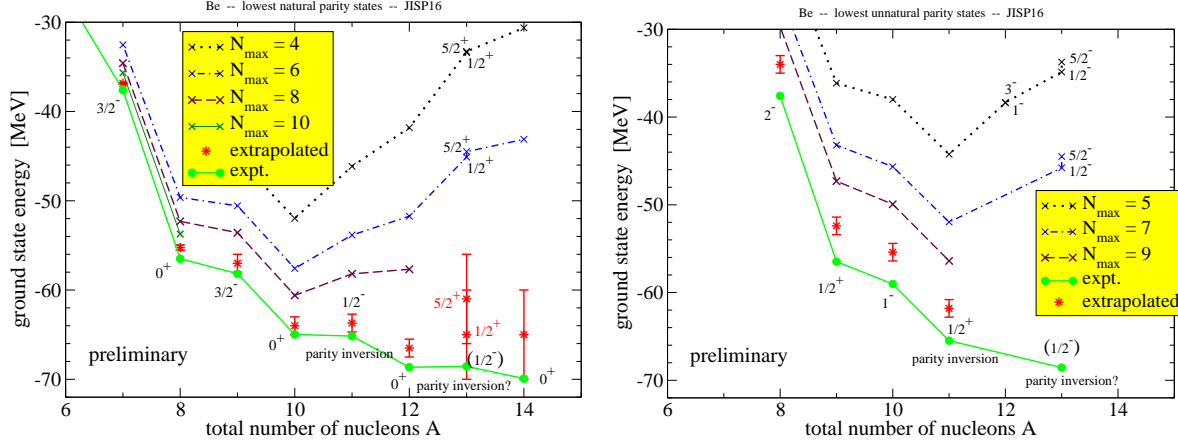 Be -- lowest natural parity states -- JISP16
-30
-40
-50
-60
-70
ground state energy [MeV]
N_max = 4
N_max = 6
N_max = 8
N_max = 10
extrapolated
expt.
3/2^-
0^+
3/2^-
0^+
1/2^-
parity inversion
0^+
5/2^+
1/2^+
5/2^+
1/2^+
5/2^+
1/2^+
(1/2^-)
parity inversion?
0^+
preliminary
6 8 10 12 14
total number of nucleons A
Be -- lowest unnatural parity states -- JISP16
-30
-40
-50
-60
-70
ground state energy [MeV]
5/2^-
1/2^-
3^-
1^-
2^-
5/2^-
1/2^-
N_max = 5
N_max = 7
N_max = 9
expt.
extrapolated
1/2^+
1^-
1/2^+
parity inversion
(1/2^-)
parity inversion?
preliminary
6 8 10 12 14
total number of nucleons A